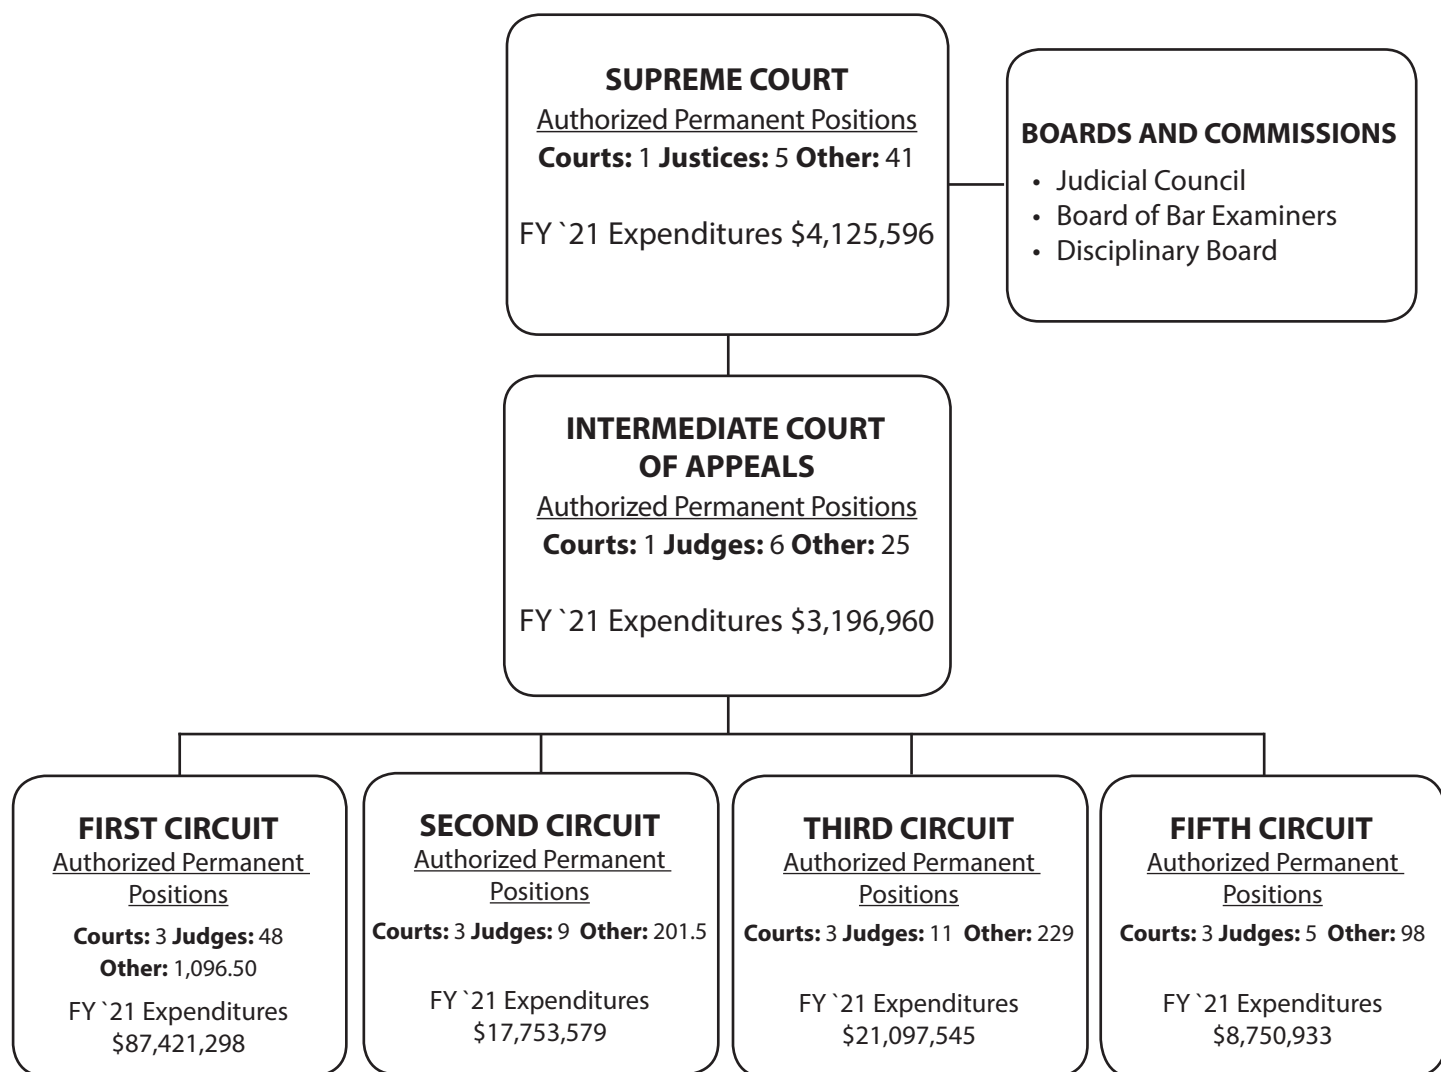 SUPREME COURT
Authorized Permanent Positions
Courts: 1 Justices: 5 Other: 41
FY `21 Expenditures $4,125,596
BOARDS AND COMMISSIONS
• Judicial Council
• Board of Bar Examiners
• Disciplinary Board
INTERMEDIATE COURT
OF APPEALS
Authorized Permanent Positions
Courts: 1 Judges: 6 Other: 25
FY `21 Expenditures $3,196,960
FIRST CIRCUIT
Authorized Permanent
Positions
Courts: 3 Judges: 48
Other: 1,096.50
FY `21 Expenditures
$87,421,298
SECOND CIRCUIT
Authorized Permanent
Positions
Courts: 3 Judges: 9 Other: 201.5
FY `21 Expenditures
$17,753,579
THIRD CIRCUIT
Authorized Permanent
Positions
Courts: 3 Judges: 11 Other: 229
FY `21 Expenditures
$21,097,545
FIFTH CIRCUIT
Authorized Permanent
Positions
Courts: 3 Judges: 5 Other: 98
FY `21 Expenditures
$8,750,933